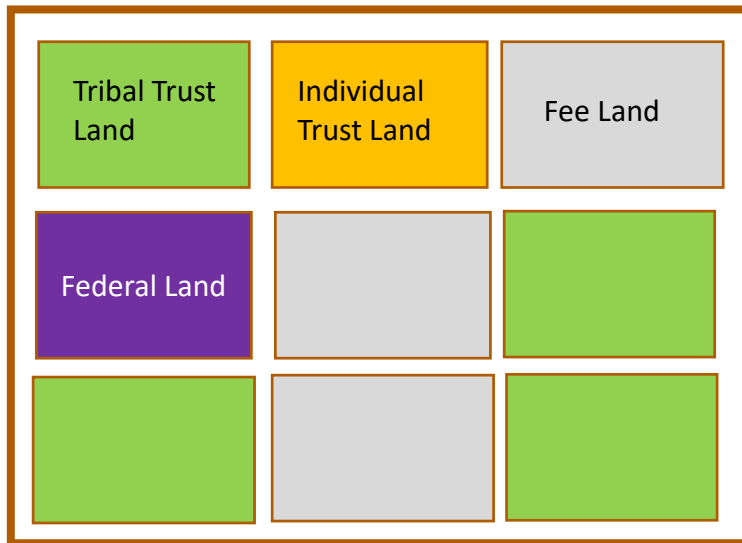 Tribal Trust
Land
Individual
Trust Land
Fee Land
Federal Land